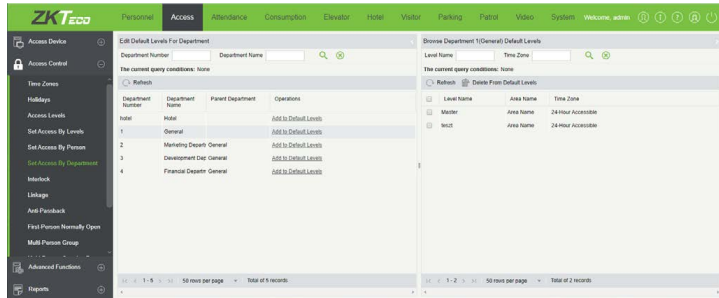 ZKTeco
Personnel Access Attendance Consumption Elevator Hotel Visitor Parking Patrol Video System Welcome, admin
Access Device
Access Control
Time Zones
Holidays
Access Levels
Set Access By Levels
Set Access By Person
Set Access By Department
Interlock
Linkage
Anti-Passback
First-Person Normally Open
Multi-Person Group
Advanced Functions
Reports
Edit Default Levels For Department
Department Number Department Name
The current query conditions: None
Refresh
Department Number Department Name Parent Department Operations
hotel Hotel Add to Default Levels
1 General Add to Default Levels
2 Marketing Departm General Add to Default Levels
3 Development Dep General Add to Default Levels
4 Financial Departm General Add to Default Levels
1-5 50 rows per page Total of 5 records
Browse Department 1(General) Default Levels
Level Name Time Zone
The current query conditions: None
Refresh Delete From Default Levels
Level Name Area Name Time Zone
Master Area Name 24-Hour Accessible
teszt Area Name 24-Hour Accessible
1-2 50 rows per page Total of 2 records